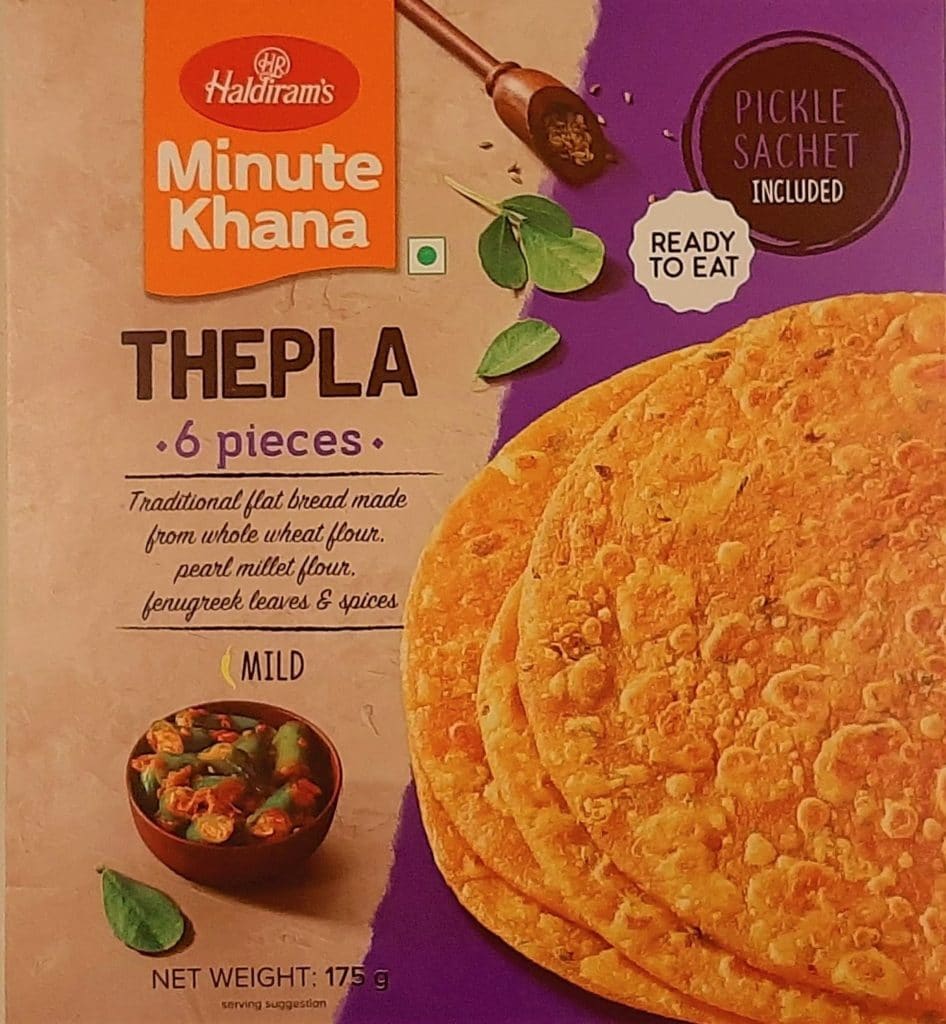 HR
Haldiram's
Minute
Khana
PICKLE
SACHET
INCLUDED
READY
TO EAT
THEPLA
• 6 pieces •
Traditional flat bread made
from whole wheat flour,
pearl millet flour,
fenugreek leaves & spices
MILD
NET WEIGHT: 175 g
serving suggestion